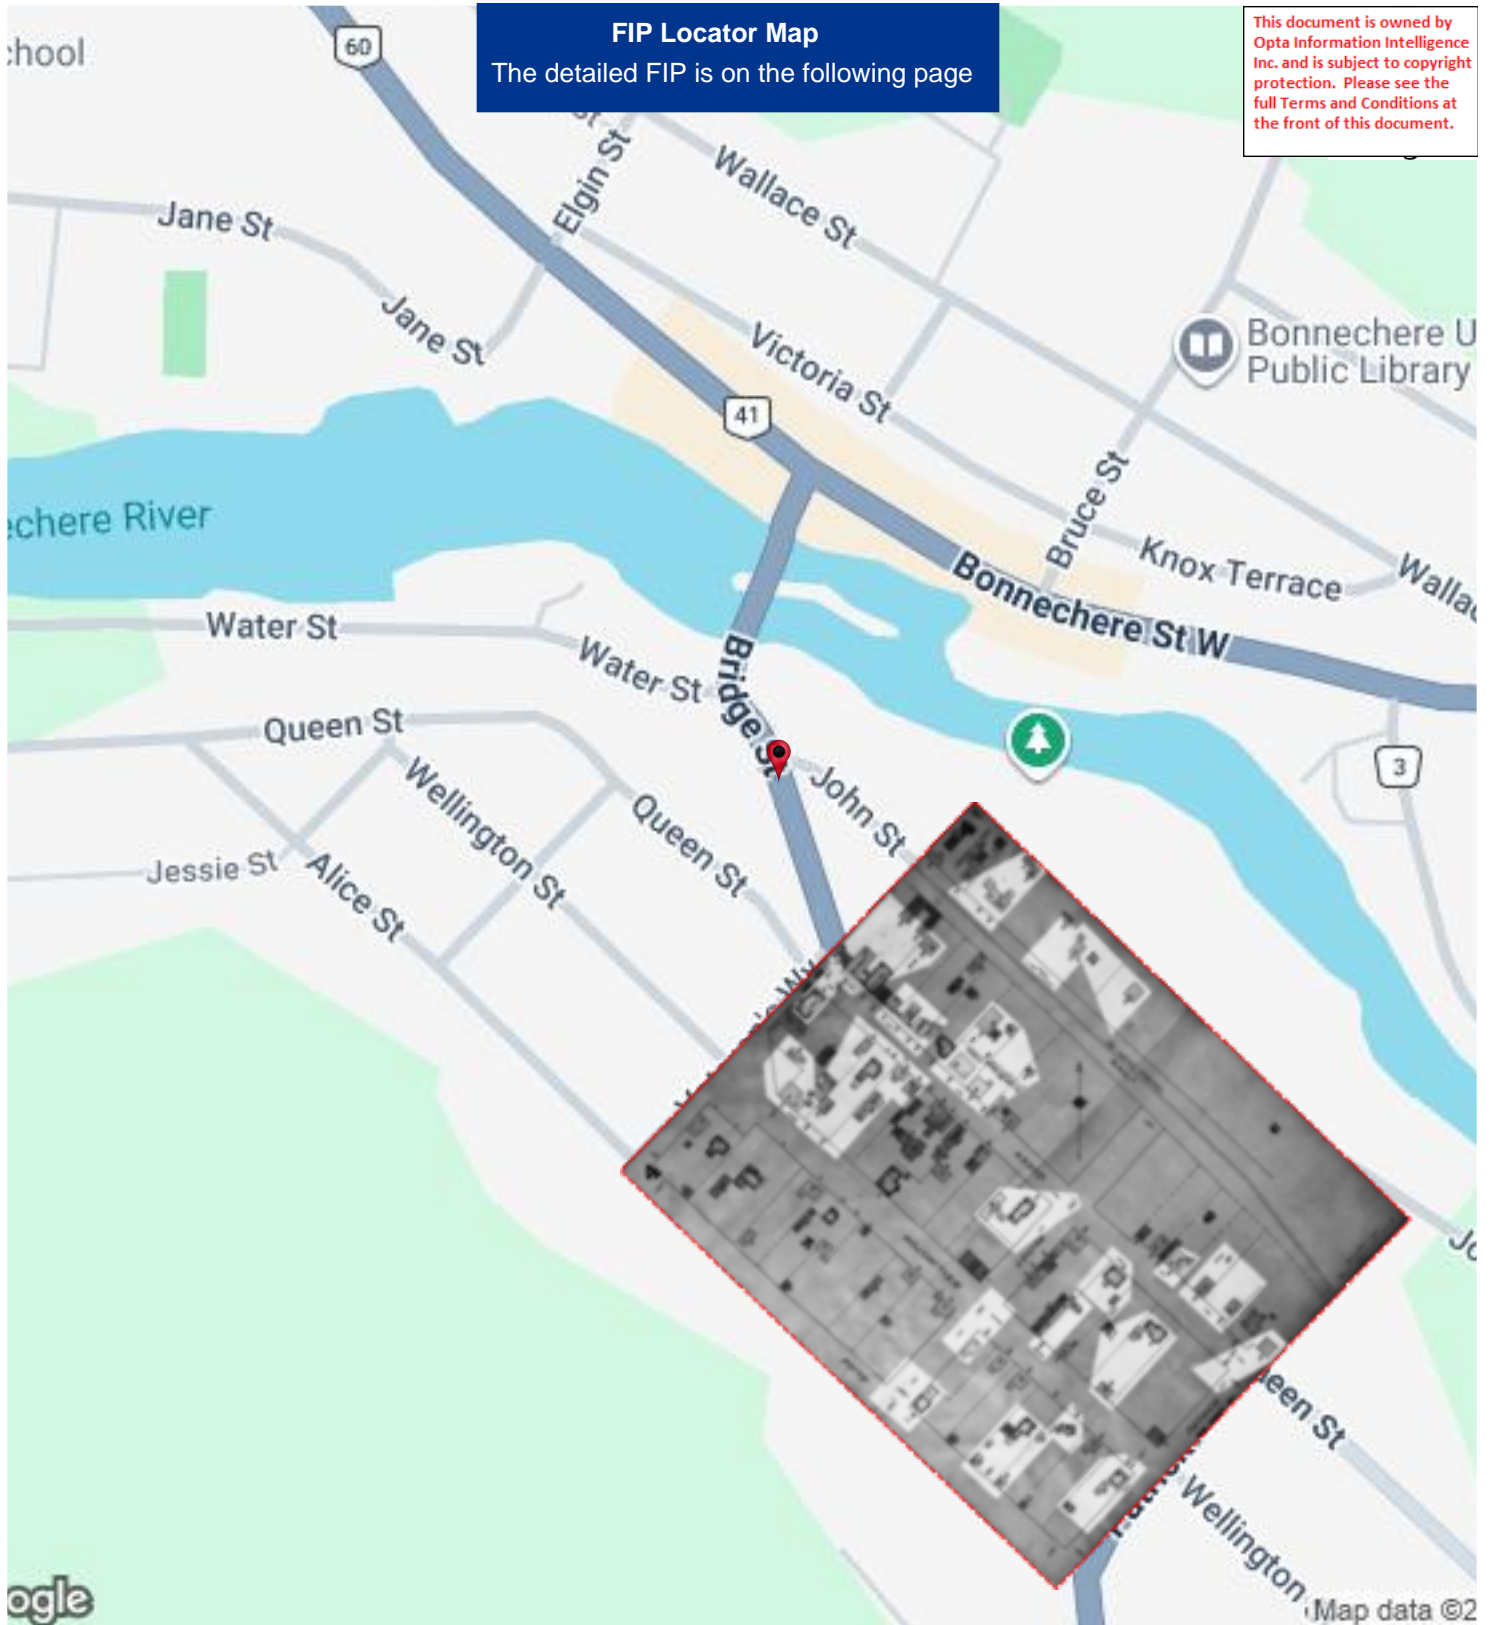 FIP Locator Map
The detailed FIP is on the following page
This document is owned by
Opta Information Intelligence
Inc. and is subject to copyright
protection. Please see the
full Terms and Conditions at
the front of this document.
chool
60
Elgin St
Wallace St
Jane St
Jane St
Victoria St
Bonnechere U
Public Library
41
Bruce St
echere River
Knox Terrace
Wallac
Bonnechere St W
Water St
Water St
Bridge St
Queen St
3
John St
Wellington St
Queen St
Jessie St
Alice St
Jo
een St
Wellington
ogle
Map data ©2